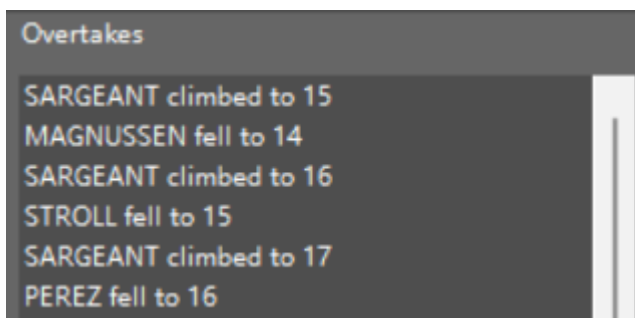 Overtakes
SARGEANT climbed to 15
MAGNUSSEN fell to 14
SARGEANT climbed to 16
STROLL fell to 15
SARGEANT climbed to 17
PEREZ fell to 16